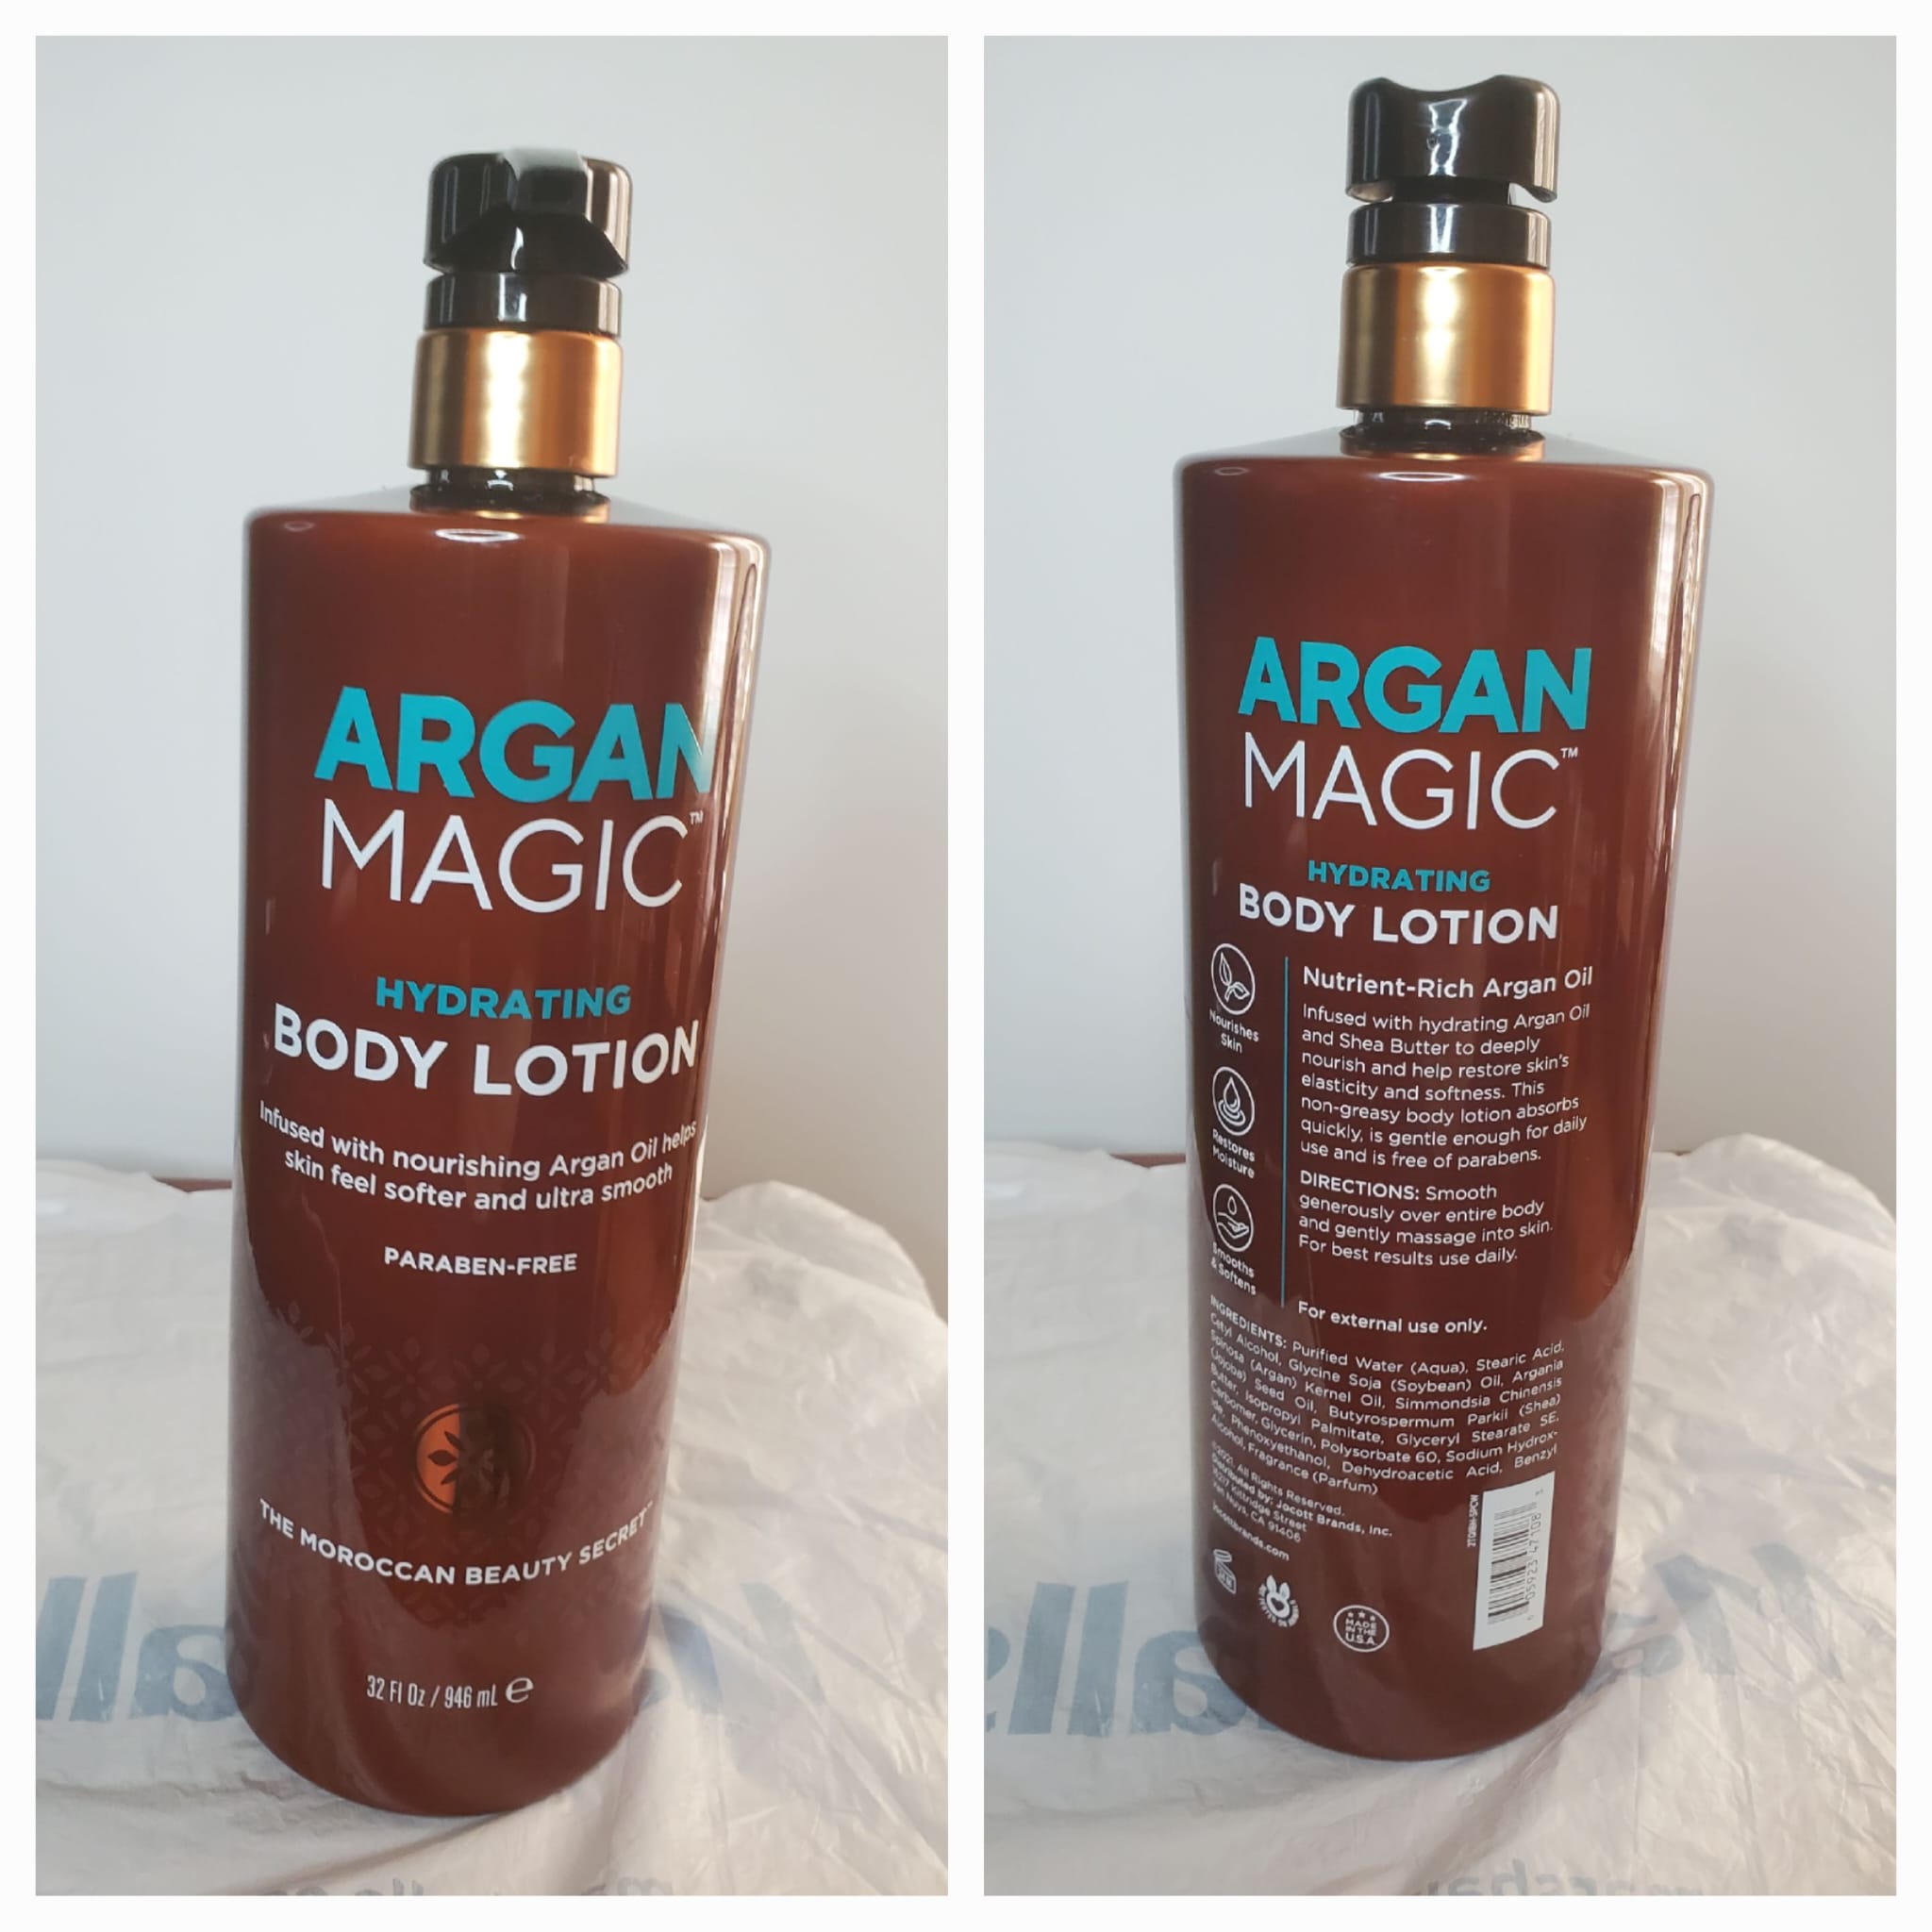 ARGAN
MAGIC™
HYDRATING
BODY LOTION
Infused with nourishing Argan Oil helps
skin feel softer and ultra smooth
PARABEN-FREE
THE MOROCCAN BEAUTY SECRET™
32 Fl Oz / 946 mL ℮
ARGAN
MAGIC™
HYDRATING
BODY LOTION
Nourishes
Skin
Restores
Moisture
Smooths
& Softens
Nutrient-Rich Argan Oil
Infused with hydrating Argan Oil
and Shea Butter to deeply
nourish and help restore skin's
elasticity and softness. This
non-greasy body lotion absorbs
quickly, is gentle enough for daily
use and is free of parabens.
DIRECTIONS: Smooth
generously over entire body
and gently massage into skin.
For best results use daily.
For external use only.
INGREDIENTS: Purified Water (Aqua), Stearic Acid,
Cetyl Alcohol, Glycine Soja (Soybean) Oil, Argania
Spinosa (Argan) Kernel Oil, Simmondsia Chinensis
(Jojoba) Seed Oil, Butyrospermum Parkii (Shea)
Butter, Isopropyl Palmitate, Glyceryl Stearate SE,
Carbomer, Glycerin, Polysorbate 60, Sodium Hydrox-
ide, Phenoxyethanol, Dehydroacetic Acid, Benzyl
Alcohol, Fragrance (Parfum)
©2021. All Rights Reserved.
Distributed by: Jocott Brands, Inc.
Kittridge Street
Van Nuys, CA 91406
jocottbrands.com
MADE
IN THE
U.S.A